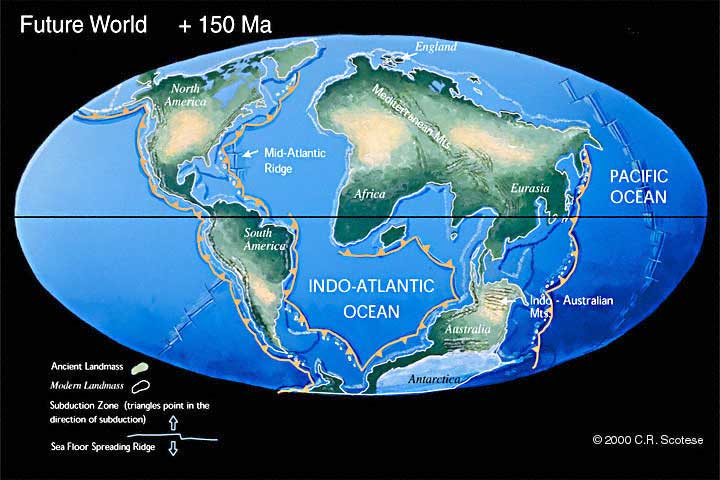 Future World + 150 Ma
England
North
America
Mediterranean Mts.
Mid-Atlantic
Ridge
PACIFIC
OCEAN
Africa
Eurasia
South
America
INDO-ATLANTIC
OCEAN
Indo - Australian
Mts.
Australia
Antarctica
Ancient Landmass
Modern Landmass
Subduction Zone (triangles point in the
direction of subduction)
Sea Floor Spreading Ridge
© 2000 C.R. Scotese